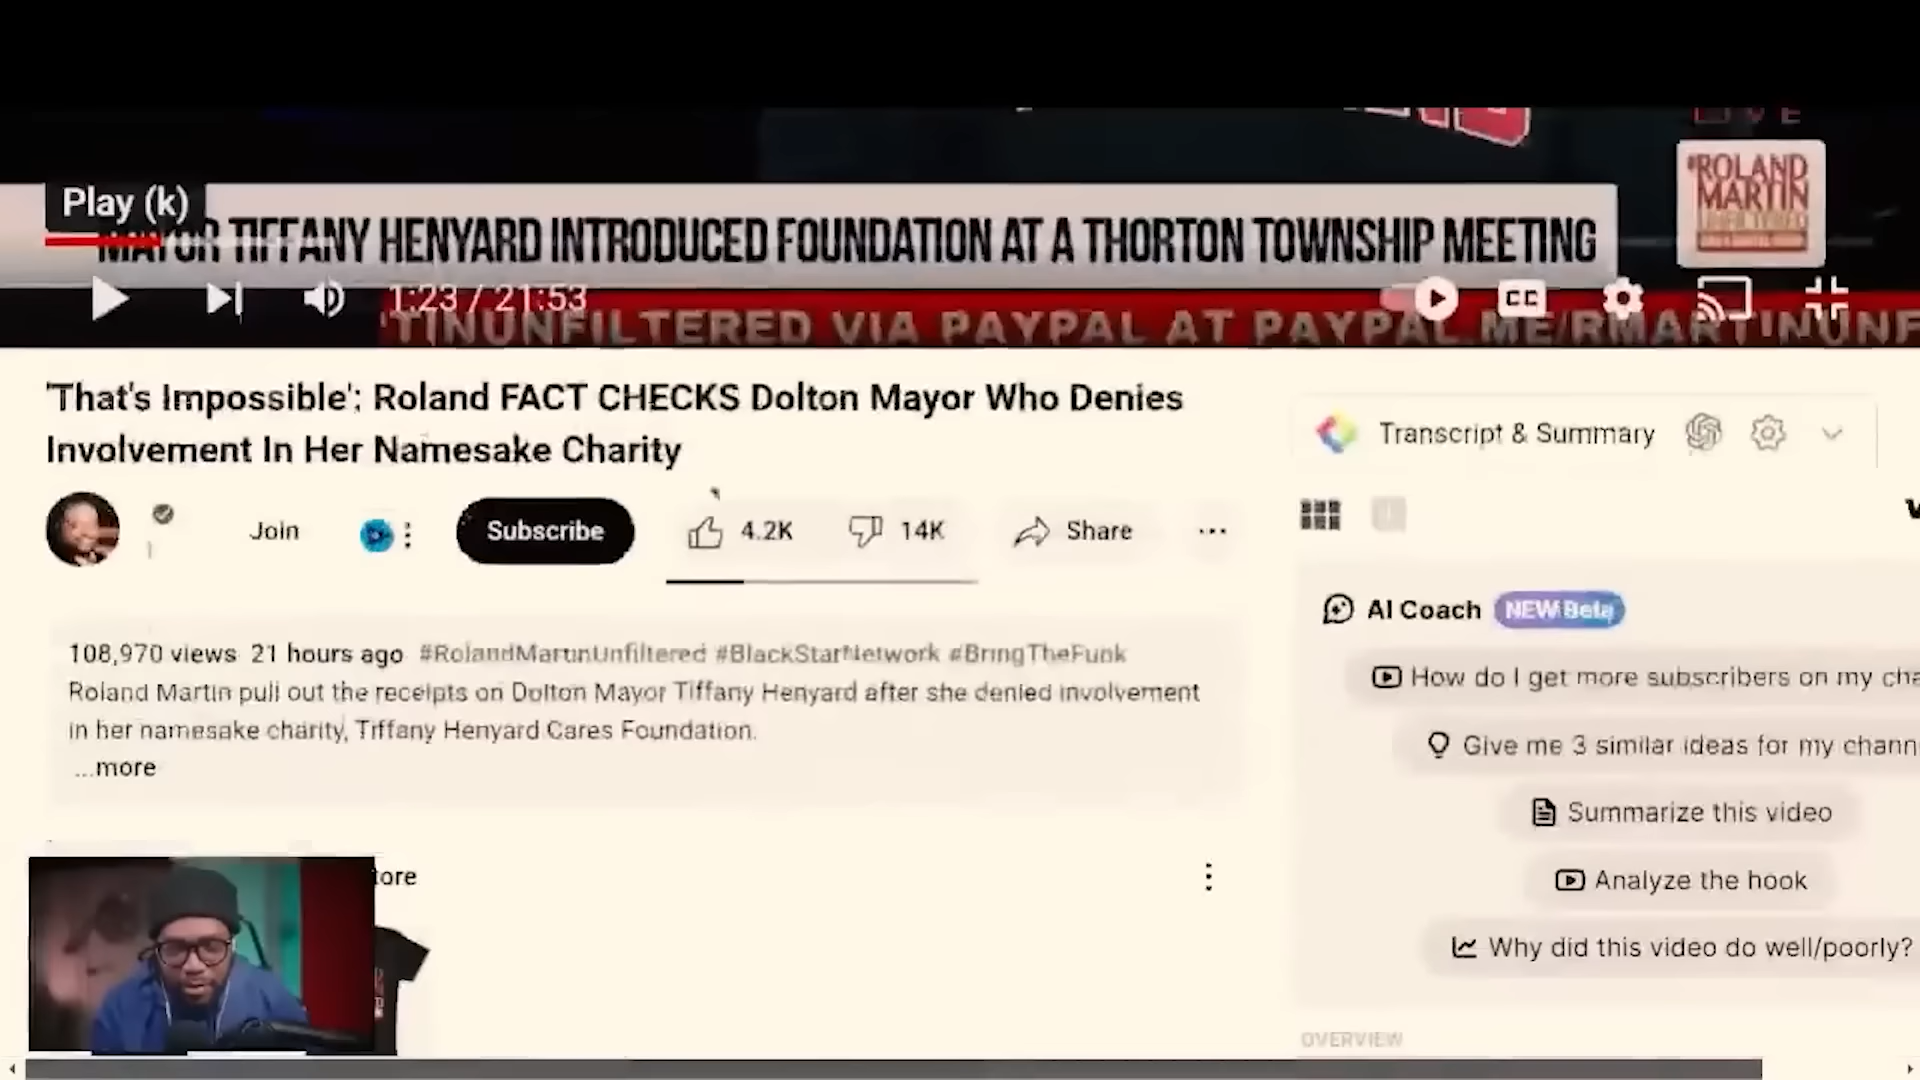 LIVE
#ROLAND
MARTIN
UNFILTERED
Play (k)
MAYOR TIFFANY HENYARD INTRODUCED FOUNDATION AT A THORTON TOWNSHIP MEETING
1:23 / 21:53
CC
TINUNFILTERED VIA PAYPAL AT PAYPAL.ME/RMARTINUNF
'That's Impossible': Roland FACT CHECKS Dolton Mayor Who Denies
Involvement In Her Namesake Charity
Transcript & Summary
Join
Subscribe
4.2K
14K
Share
AI Coach NEW Beta
108,970 views 21 hours ago #RolandMartinUnfiltered #BlackStarNetwork #BringTheFunk
How do I get more subscribers on my cha
Roland Martin pull out the receipts on Dolton Mayor Tiffany Henyard after she denied involvement
in her namesake charity, Tiffany Henyard Cares Foundation.
Give me 3 similar ideas for my chann
...more
Summarize this video
Analyze the hook
tore
Why did this video do well/poorly?
OVERVIEW